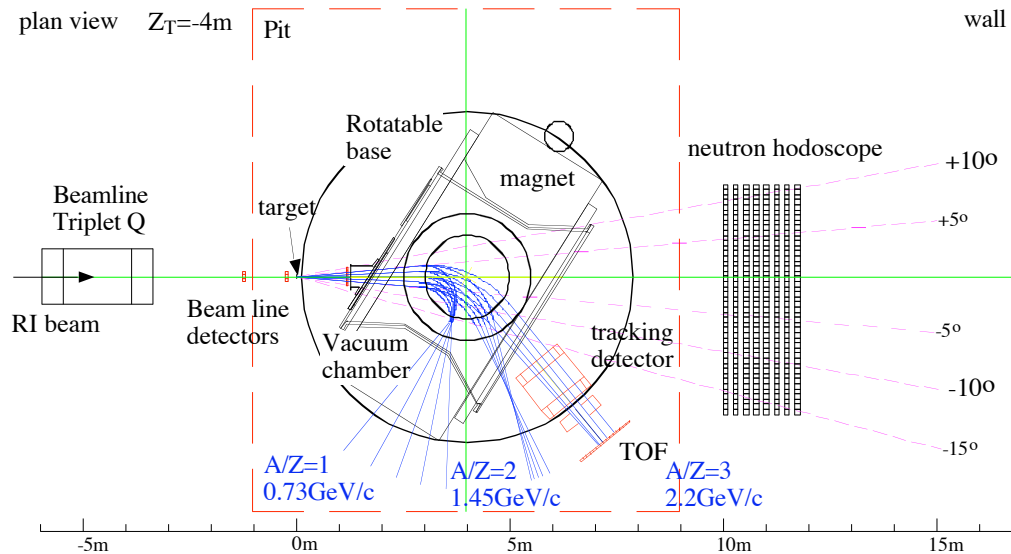 plan view
Z_T=-4m
Pit
wall
Rotatable
base
magnet
neutron hodoscope
+10º
Beamline
Triplet Q
target
+5º
RI beam
Beam line
detectors
Vacuum
chamber
tracking
detector
-5º
-10º
TOF
-15º
A/Z=1
0.73GeV/c
A/Z=2
1.45GeV/c
A/Z=3
2.2GeV/c
-5m
0m
5m
10m
15m